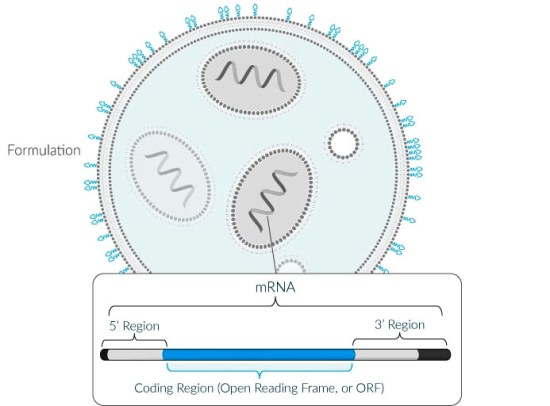 Formulation
mRNA
5' Region
3' Region
Coding Region (Open Reading Frame, or ORF)